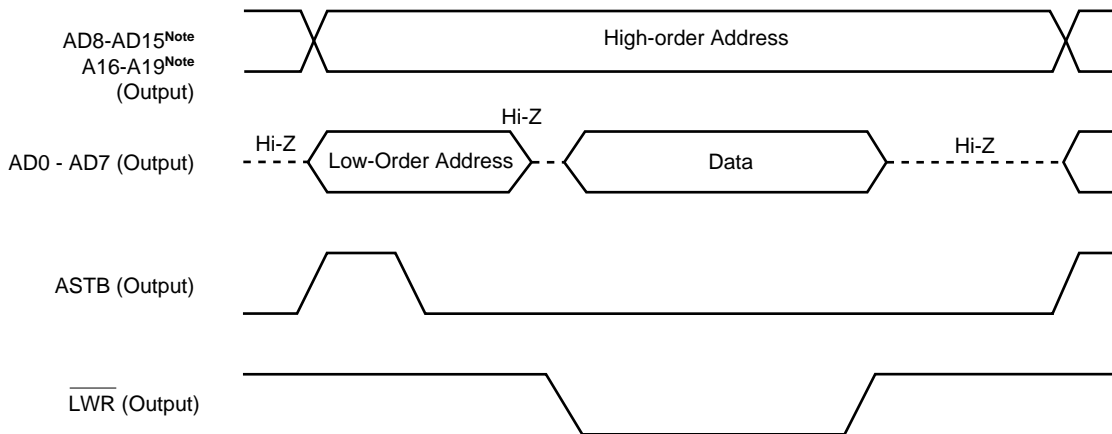 AD8-AD15Note
A16-A19Note
(Output)
High-order Address
AD0 - AD7 (Output)
Hi-Z
Low-Order Address
Hi-Z
Data
Hi-Z
ASTB (Output)
LWR (Output)